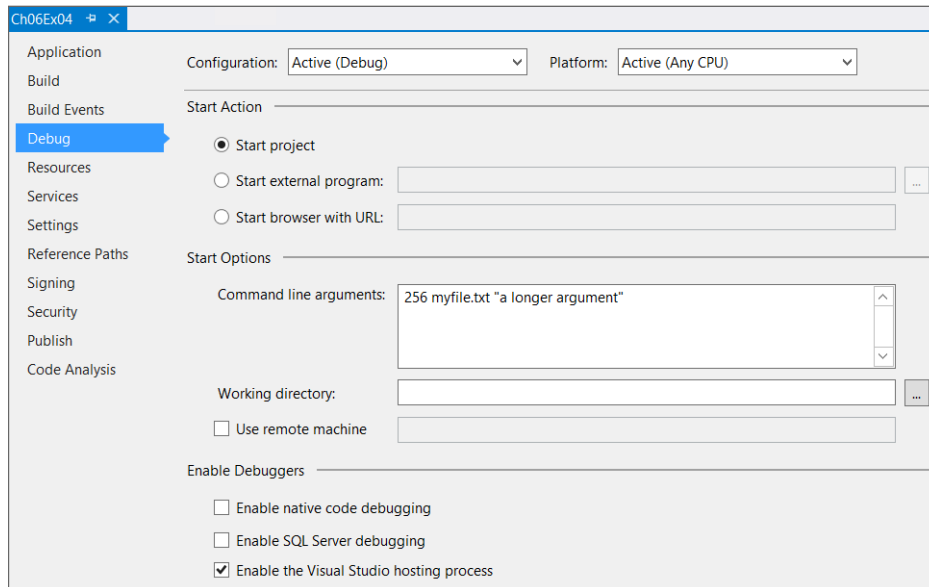 Ch06Ex04
Application
Build
Build Events
Debug
Resources
Services
Settings
Reference Paths
Signing
Security
Publish
Code Analysis
Configuration: Active (Debug) Platform: Active (Any CPU)
Start Action
Start project
Start external program: ...
Start browser with URL:
Start Options
Command line arguments: 256 myfile.txt "a longer argument"
Working directory: ...
Use remote machine
Enable Debuggers
Enable native code debugging
Enable SQL Server debugging
Enable the Visual Studio hosting process